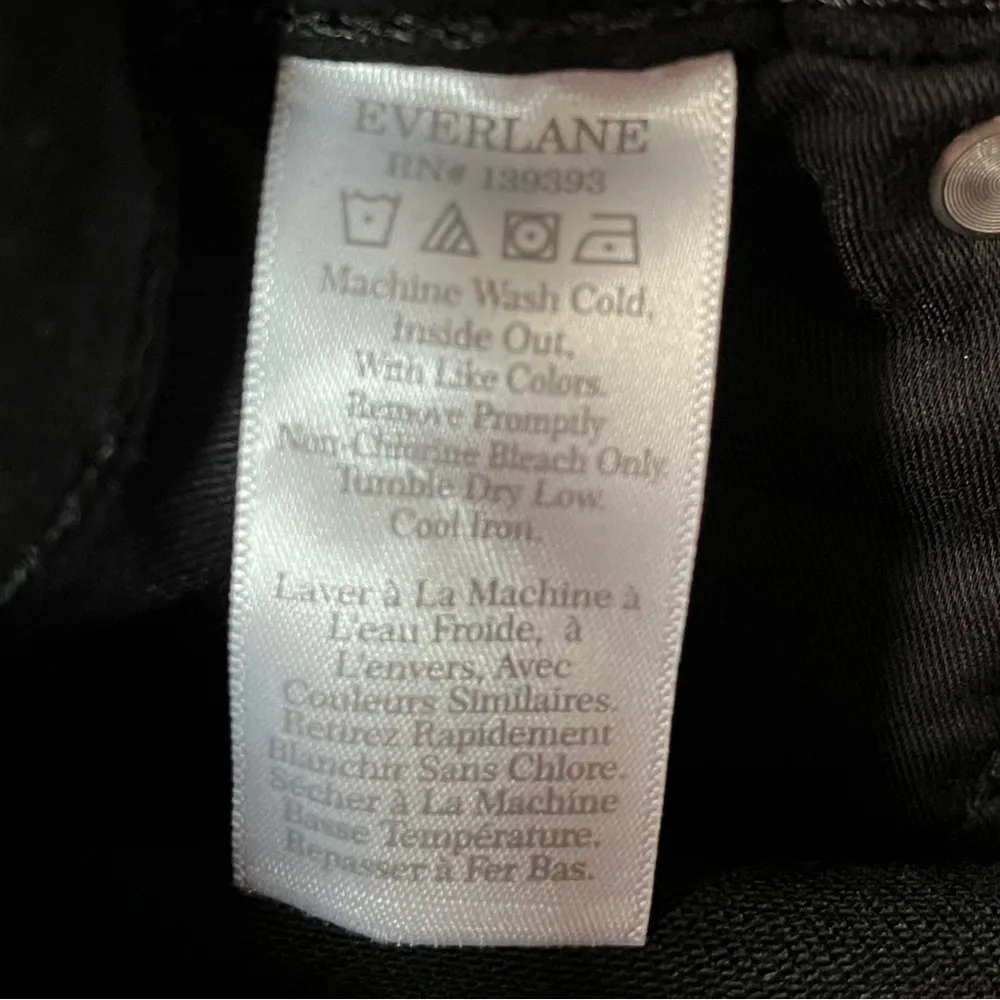 EVERLANE
RN# 139393
Machine Wash Cold,
Inside Out,
With Like Colors.
Remove Promptly
Non-Chlorine Bleach Only.
Tumble Dry Low.
Cool Iron.
Laver à La Machine à
L'eau Froide, à
L'envers, Avec
Couleurs Similaires.
Retirez Rapidement
Blanchir Sans Chlore.
Sécher à La Machine
Basse Température.
Repasser à Fer Bas.